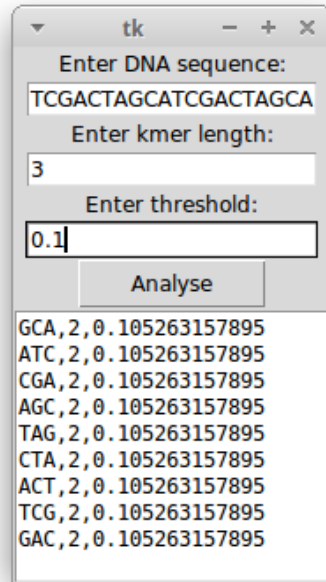 tk
Enter DNA sequence:
TCGACTAGCATCGACTAGCA
Enter kmer length:
3
Enter threshold:
0.1
Analyse
GCA,2,0.105263157895
ATC,2,0.105263157895
CGA,2,0.105263157895
AGC,2,0.105263157895
TAG,2,0.105263157895
CTA,2,0.105263157895
ACT,2,0.105263157895
TCG,2,0.105263157895
GAC,2,0.105263157895